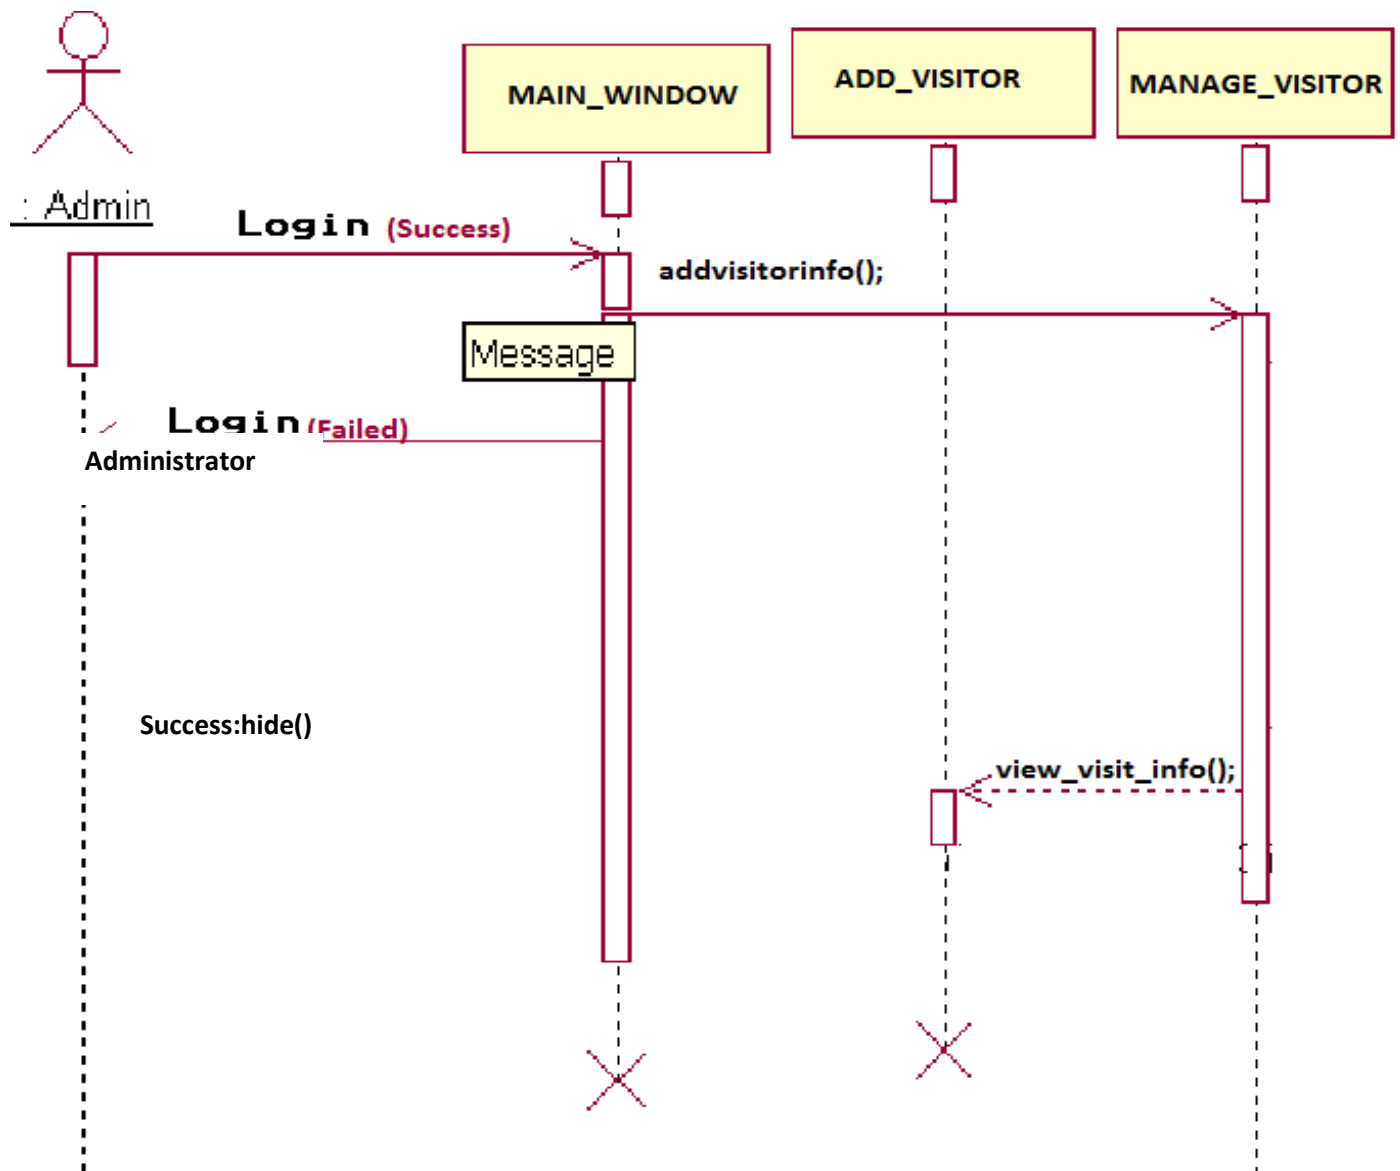 MAIN_WINDOW
ADD_VISITOR
MANAGE_VISITOR
: Admin
Login (Success)
addvisitorinfo();
Message
Login (Failed)
Administrator
Success:hide()
view_visit_info();